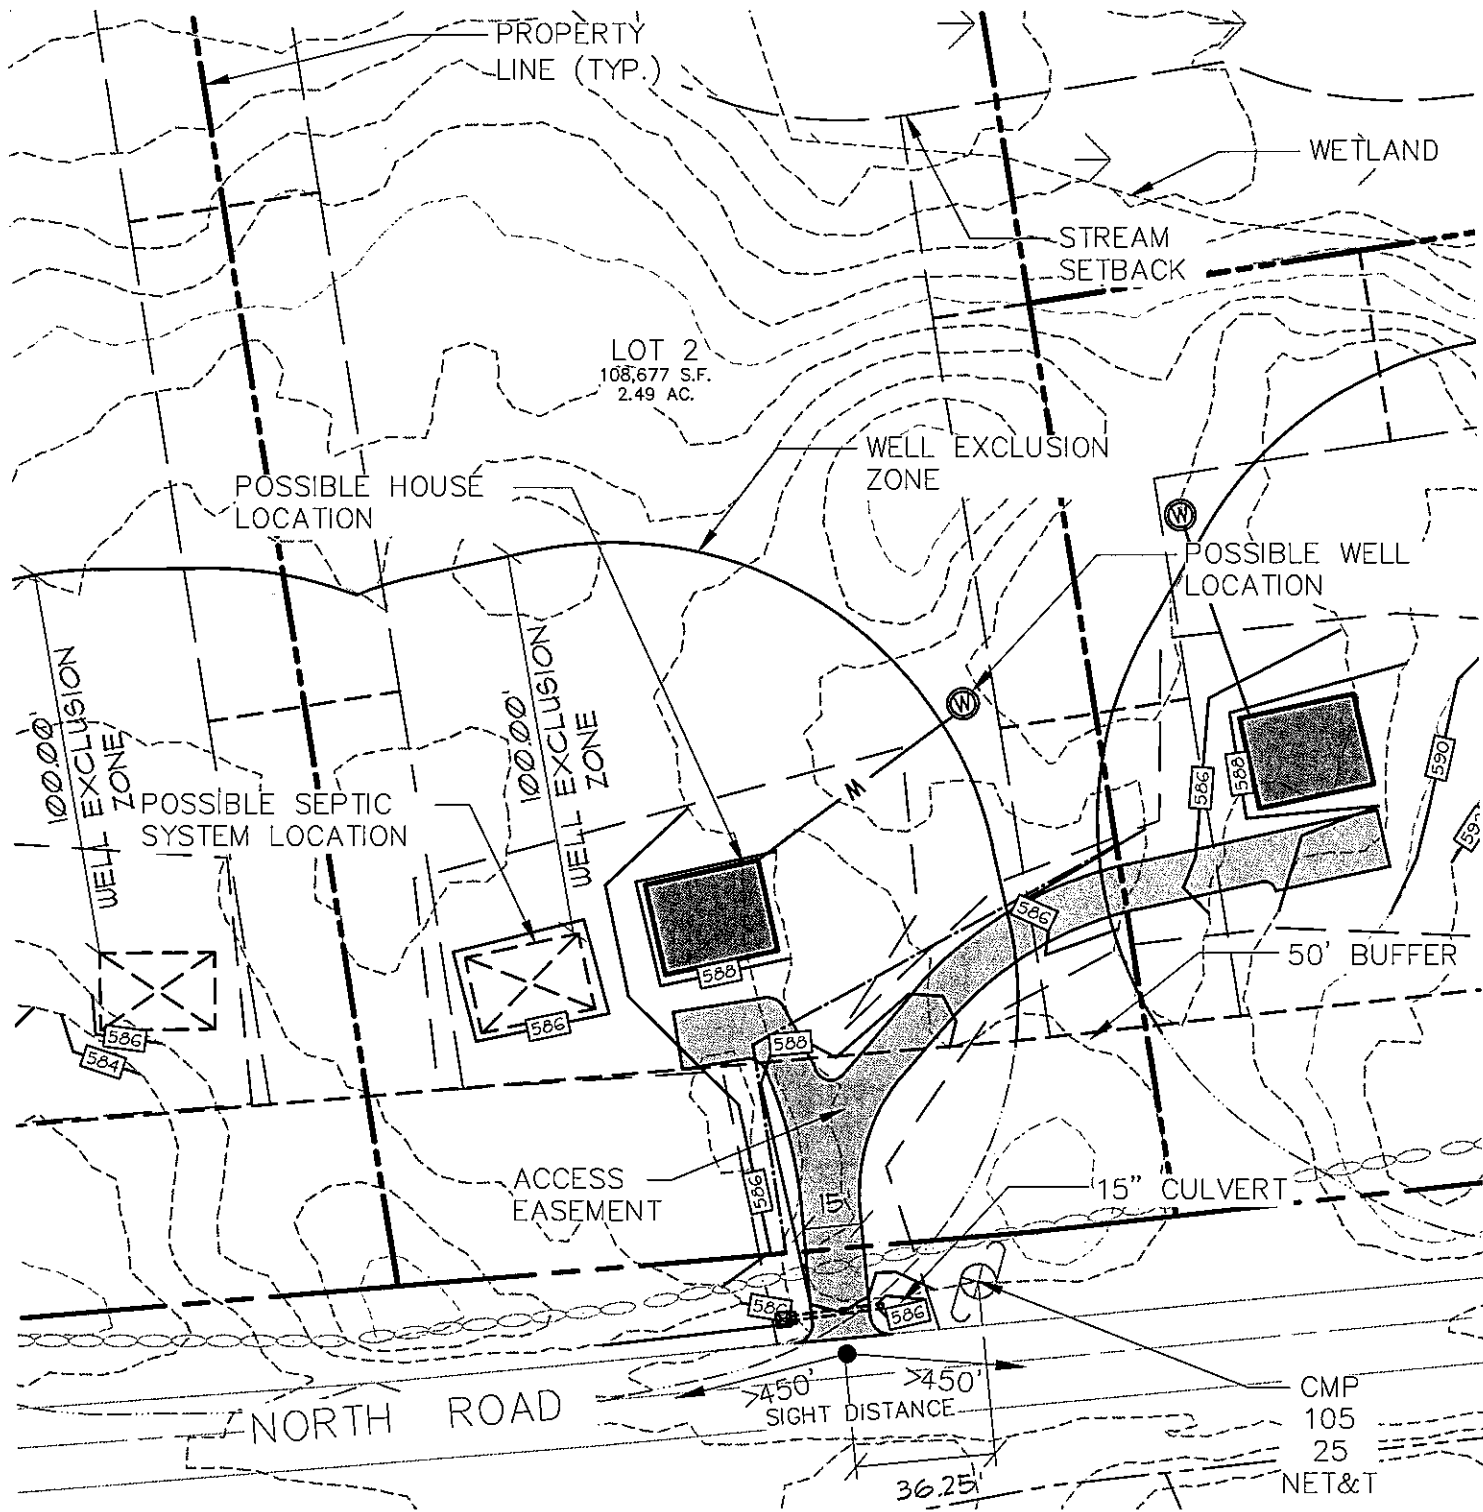 PROPERTY
LINE (TYP.)
WETLAND
STREAM
SETBACK
LOT 2
108,677 S.F.
2.49 AC.
WELL EXCLUSION
ZONE
POSSIBLE HOUSE
LOCATION
W
POSSIBLE WELL
LOCATION
100.00'
WELL EXCLUSION
ZONE
100.00'
WELL EXCLUSION
ZONE
W
W
586
588
590
POSSIBLE SEPTIC
SYSTEM LOCATION
586
588
50' BUFFER
586
586
584
588
ACCESS
EASEMENT
586
15
15" CULVERT
586
586
>450'
>450'
SIGHT DISTANCE
NORTH ROAD
36.25'
CMP
105
25
NET&T